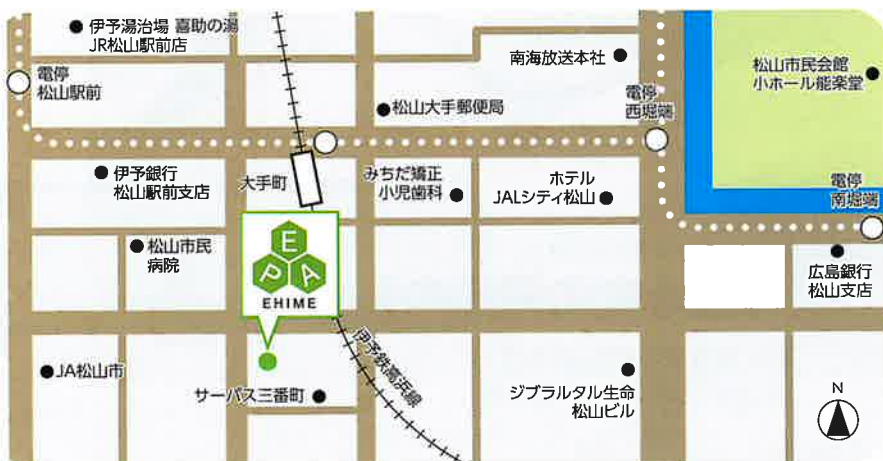 伊予湯治場 喜助の湯
JR松山駅前店
電停
松山駅前
南海放送本社
松山市民会館
小ホール能楽堂
松山大手郵便局
電停
西堀端
伊予銀行
松山駅前支店
大手町
みちだ矯正
小児歯科
ホテル
JALシティ松山
電停
南堀端
松山市民
病院
E
P A
EHIME
広島銀行
松山支店
JA松山市
サーパス三番町
伊予鉄高浜線
ジブラルタル生命
松山ビル
N